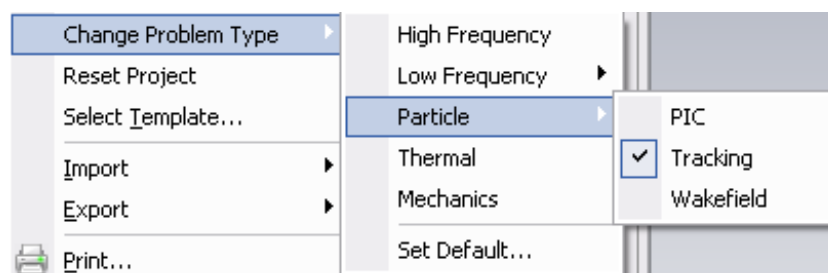 Change Problem Type
Reset Project
Select Template...
Import
Export
Print...
High Frequency
Low Frequency
Particle
Thermal
Mechanics
Set Default...
PIC
Tracking
Wakefield